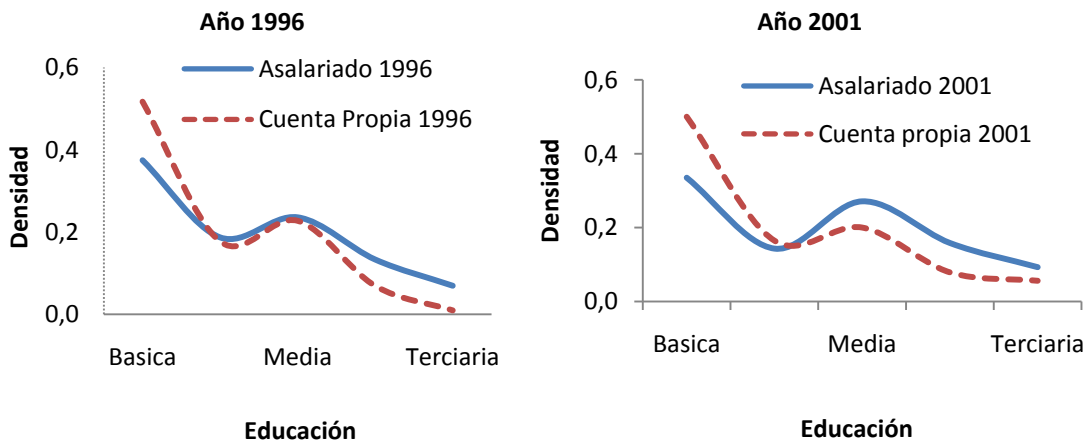 Año 1996
Asalariado 1996
Cuenta Propia 1996
0,6
0,4
0,2
0,0
Densidad
Basica
Media
Terciaria
Educación
Año 2001
Asalariado 2001
Cuenta propia 2001
0,6
0,4
0,2
0,0
Densidad
Basica
Media
Terciaria
Educación